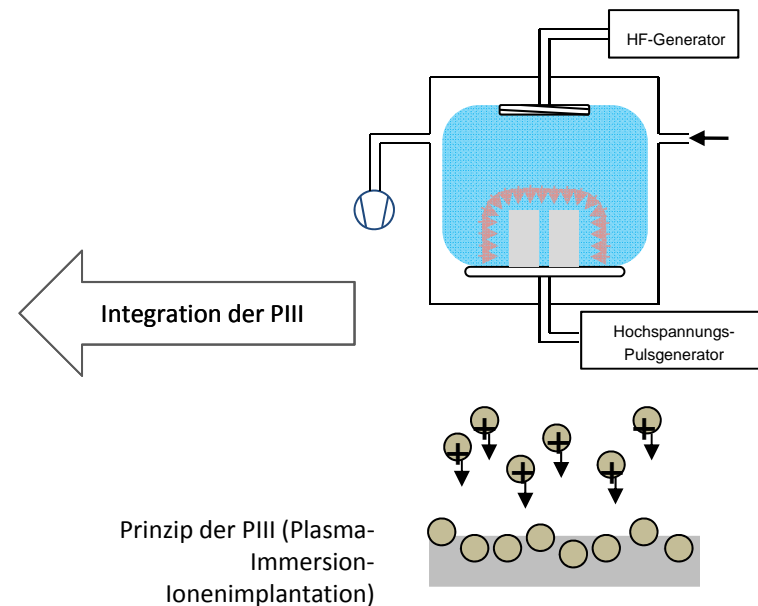 HF-Generator
Integration der PIII
Hochspannungs-
Pulsgenerator
Prinzip der PIII (Plasma-
Immersion-
Ionenimplantation)